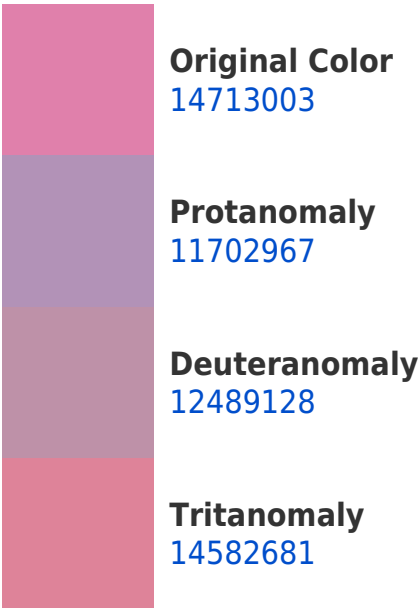 Original Color
14713003
Protanomaly
11702967
Deuteranomaly
12489128
Tritanomaly
14582681